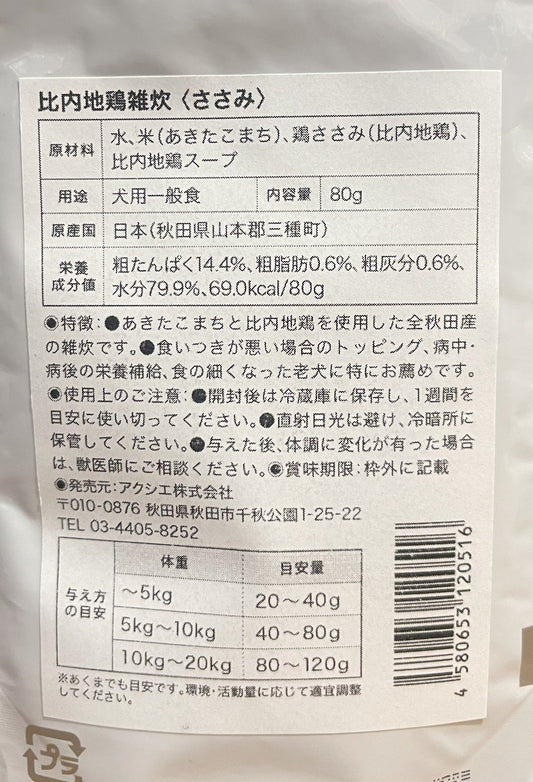 比内地鶏雑炊〈ささみ〉
原材料 水、米(あきたこまち)、鶏ささみ(比内地鶏)、
比内地鶏スープ
用途 犬用一般食 内容量 80g
原産国 日本(秋田県山本郡三種町)
栄養
成分値
粗たんぱく14.4%、粗脂肪0.6%、粗灰分0.6%、
水分79.9%、69.0kcal/80g
◉特徴:●あきたこまちと比内地鶏を使用した全秋田産
の雑炊です。●食いつきが悪い場合のトッピング、病中・
病後の栄養補給、食の細くなった老犬に特にお薦めです。
◉使用上のご注意:●開封後は冷蔵庫に保存し、1週間を
目安に使い切ってください。●直射日光は避け、冷暗所に
保管してください。●与えた後、体調に変化が有った場合
は、獣医師にご相談ください。◉賞味期限:枠外に記載
◉発売元:アクシエ株式会社
〒010-0876 秋田県秋田市千秋公園1-25-22
TEL 03-4405-8252
与え方
の目安
体重 目安量
〜5kg 20〜40g
5kg〜10kg 40〜80g
10kg〜20kg 80〜120g
※あくまでも目安です。環境・活動量に応じて適宜調整
してください。
4 580653 120516
プラ